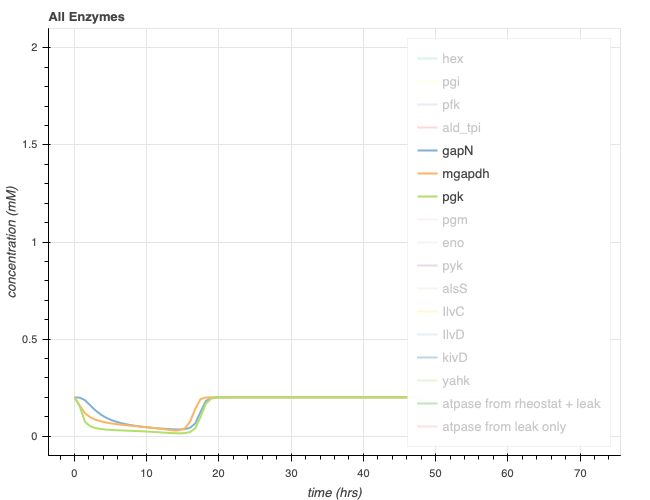 All Enzymes
concentration (mM)
2
1.5
1
0.5
0
hex
pgi
pfk
ald_tpi
gapN
mgapdh
pgk
pgm
eno
pyk
alsS
IlvC
IlvD
kivD
yahk
atpase from rheostat + leak
atpase from leak only
0 10 20 30 40 50 60 70
time (hrs)